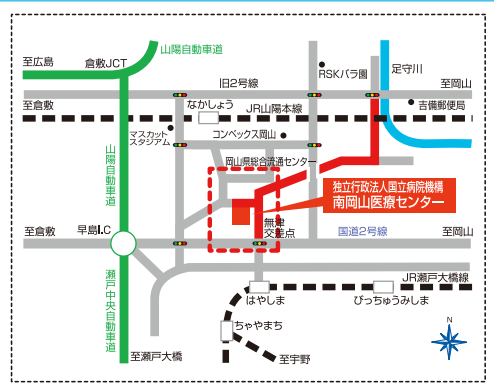 山陽自動車道
至広島
倉敷JCT
RSKバラ園
足守川
旧2号線
至岡山
至倉敷
なかしょう
JR山陽本線
吉備郵便局
マスカット
スタジアム
コンベックス岡山
岡山県総合流通センター
山陽自動車道
独立行政法人国立病院機構
南岡山医療センター
無津
交差点
至倉敷
早島I.C
国道2号線
至岡山
瀬戸中央自動車道
JR瀬戸大橋線
はやしま
びっちゅうみしま
ちゃやまち
至瀬戸大橋
至宇野
N